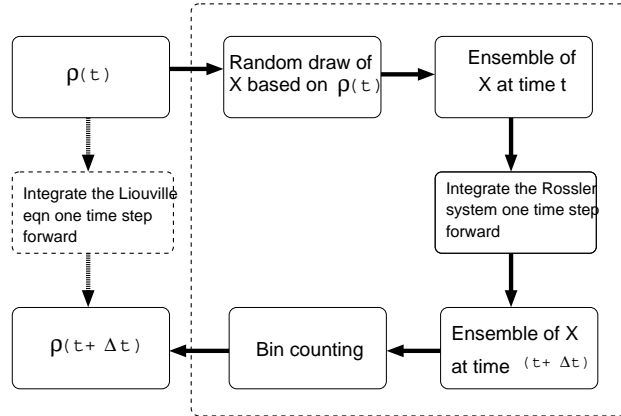 ρ(t)
Random draw of
X based on ρ(t)
Ensemble of
X at time t
Integrate the Liouville
eqn one time step
forward
Integrate the Rossler
system one time step
forward
ρ(t+ Δt)
Bin counting
Ensemble of X
at time (t+ Δt)